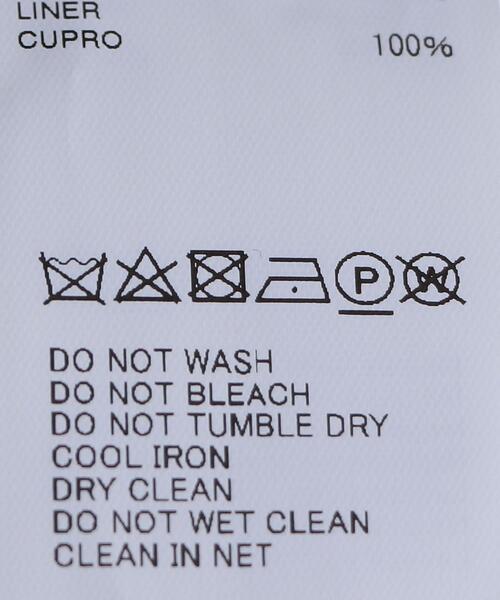 LINER
CUPRO 100%
P W
DO NOT WASH
DO NOT BLEACH
DO NOT TUMBLE DRY
COOL IRON
DRY CLEAN
DO NOT WET CLEAN
CLEAN IN NET